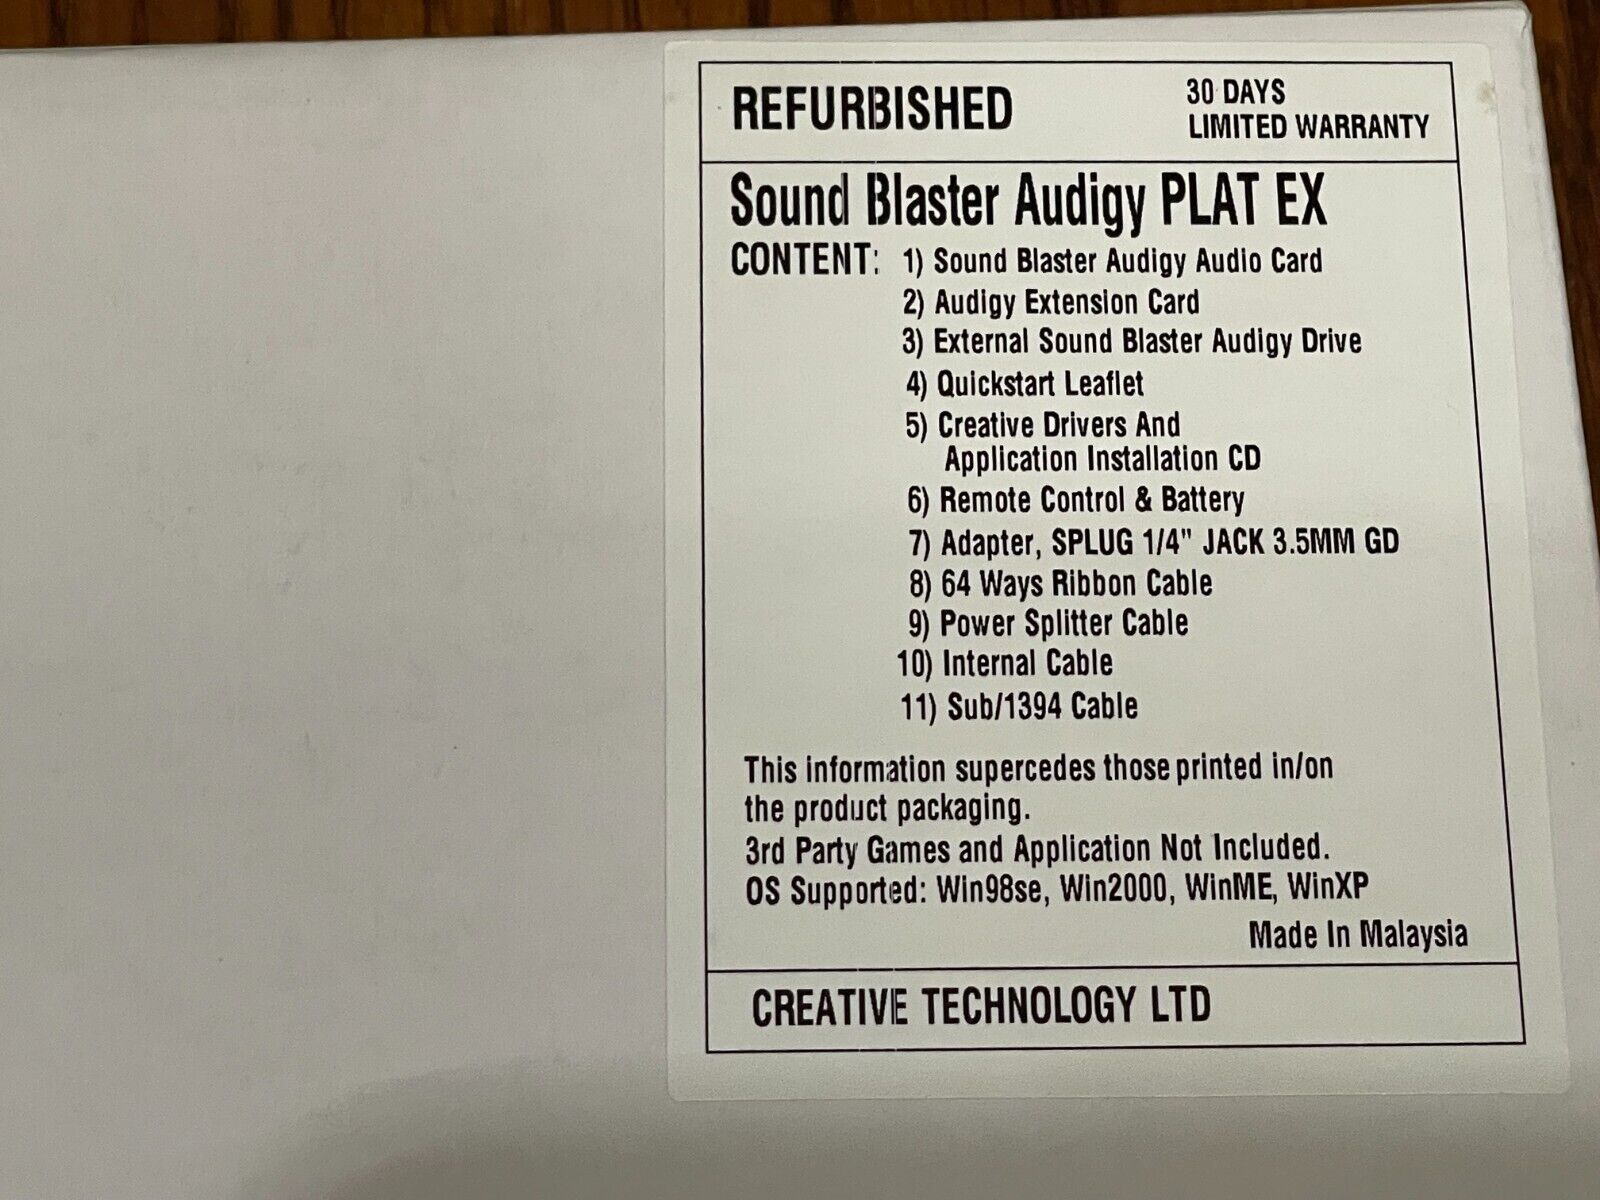 REFURBISHED
30 DAYS
LIMITED WARRANTY
Sound Blaster Audigy PLAT EX
CONTENT: 1) Sound Blaster Audigy Audio Card
2) Audigy Extension Card
3) External Sound Blaster Audigy Drive
4) Quickstart Leaflet
5) Creative Drivers And
Application Installation CD
6) Remote Control & Battery
7) Adapter, SPLUG 1/4" JACK 3.5MM GD
8) 64 Ways Ribbon Cable
9) Power Splitter Cable
10) Internal Cable
11) Sub/1394 Cable
This information supercedes those printed in/on
the product packaging.
3rd Party Games and Application Not Included.
OS Supported: Win98se, Win2000, WinME, WinXP
Made In Malaysia
CREATIVE TECHNOLOGY LTD